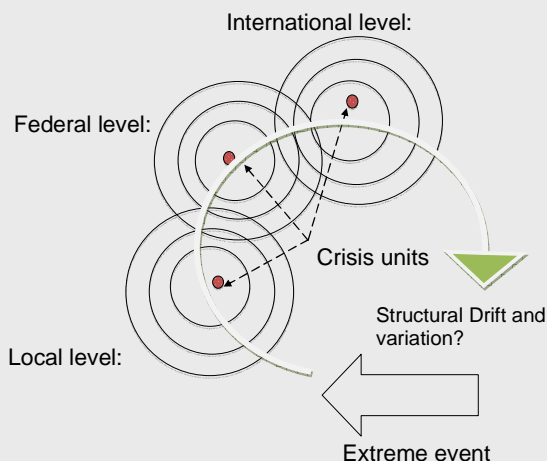 International level:
Federal level:
Crisis units
Structural Drift and
variation?
Local level:
Extreme event